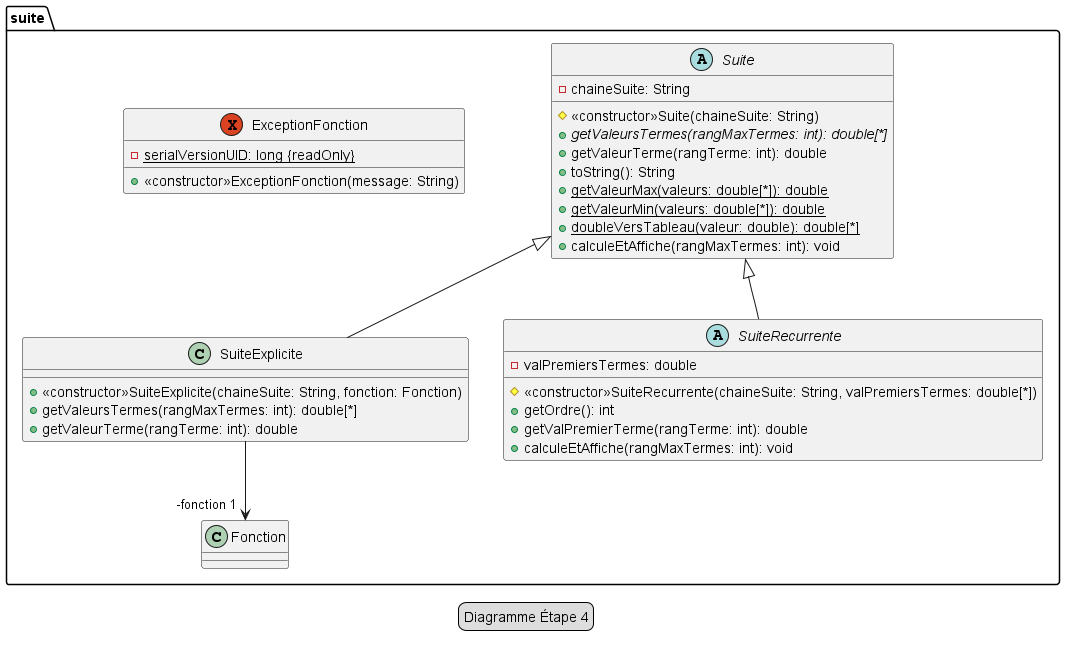 suite
A Suite
chaineSuite: String
«constructor»Suite(chaineSuite: String)
getValeursTermes(rangMaxTermes: int): double[*]
getValeurTerme(rangTerme: int): double
toString(): String
getValeurMax(valeurs: double[*]): double
getValeurMin(valeurs: double[*]): double
doubleVersTableau(valeur: double): double[*]
calculeEtAffiche(rangMaxTermes: int): void
X ExceptionFonction
serialVersionUID: long {readOnly}
«constructor»ExceptionFonction(message: String)
C SuiteExplicite
«constructor»SuiteExplicite(chaineSuite: String, fonction: Fonction)
getValeursTermes(rangMaxTermes: int): double[*]
getValeurTerme(rangTerme: int): double
A SuiteRecurrente
valPremiersTermes: double
«constructor»SuiteRecurrente(chaineSuite: String, valPremiersTermes: double[*])
getOrdre(): int
getValPremierTerme(rangTerme: int): double
calculeEtAffiche(rangMaxTermes: int): void
-fonction 1
C Fonction
Diagramme Étape 4